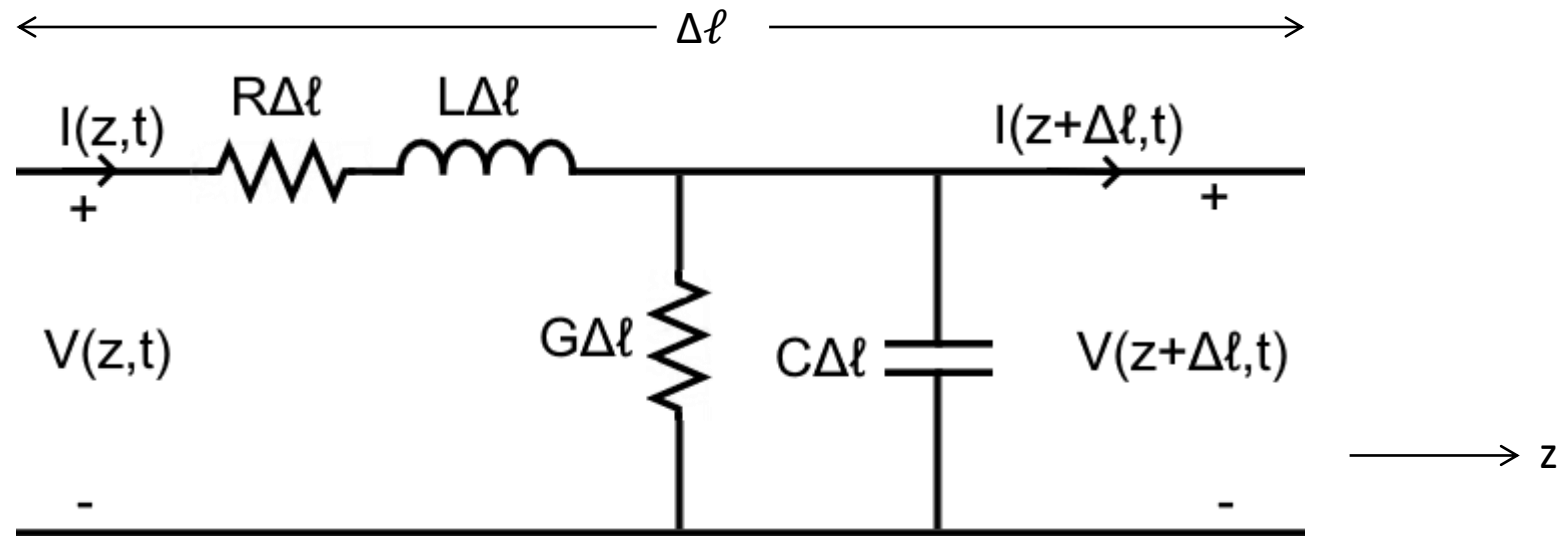 Δℓ
RΔℓ LΔℓ
I(z,t) I(z+Δℓ,t)
+ +
GΔℓ CΔℓ
V(z,t) V(z+Δℓ,t)
z
- -